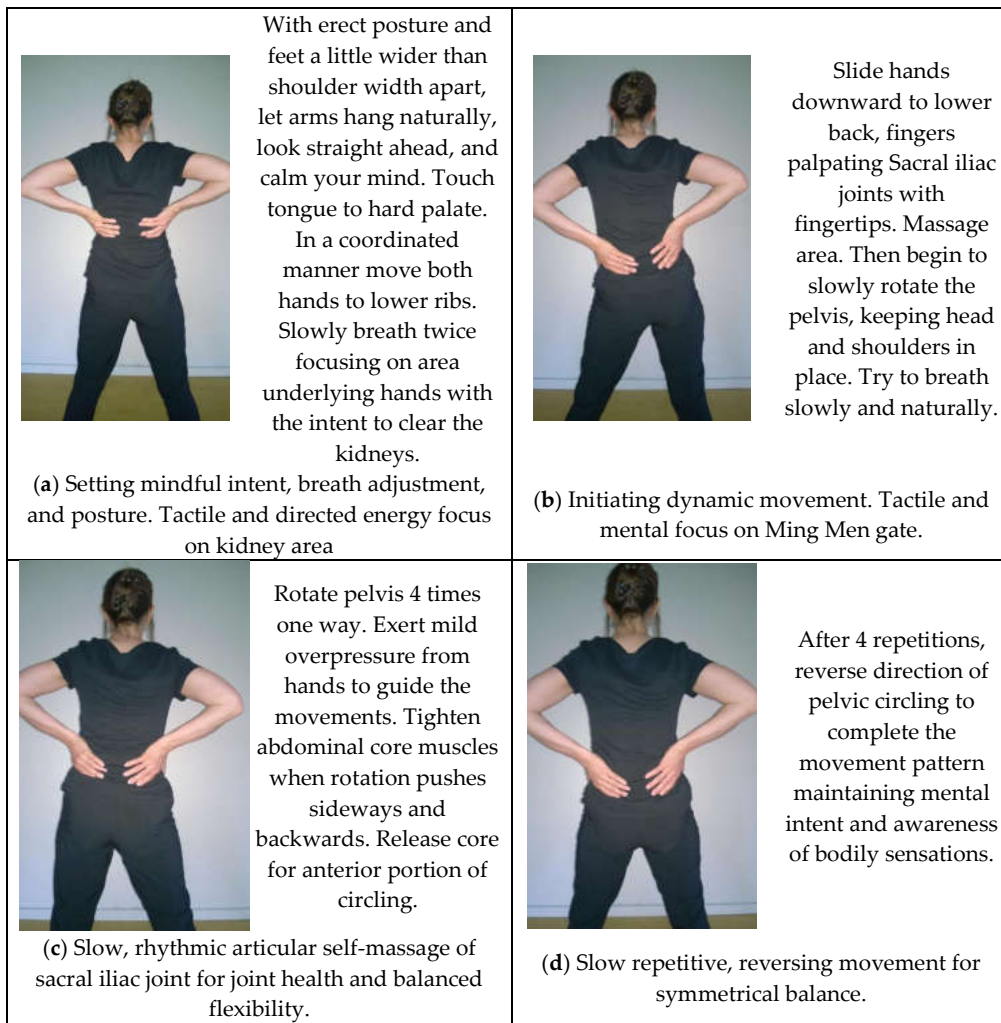 With erect posture and
feet a little wider than
shoulder width apart,
let arms hang naturally,
look straight ahead, and
calm your mind. Touch
tongue to hard palate.
In a coordinated
manner move both
hands to lower ribs.
Slowly breath twice
focusing on area
underlying hands with
the intent to clear the
kidneys.
(a) Setting mindful intent, breath adjustment,
and posture. Tactile and directed energy focus
on kidney area
Slide hands
downward to lower
back, fingers
palpating Sacral iliac
joints with
fingertips. Massage
area. Then begin to
slowly rotate the
pelvis, keeping head
and shoulders in
place. Try to breath
slowly and naturally.
(b) Initiating dynamic movement. Tactile and
mental focus on Ming Men gate.
Rotate pelvis 4 times
one way. Exert mild
overpressure from
hands to guide the
movements. Tighten
abdominal core muscles
when rotation pushes
sideways and
backwards. Release core
for anterior portion of
circling.
(c) Slow, rhythmic articular self-massage of
sacral iliac joint for joint health and balanced
flexibility.
After 4 repetitions,
reverse direction of
pelvic circling to
complete the
movement pattern
maintaining mental
intent and awareness
of bodily sensations.
(d) Slow repetitive, reversing movement for
symmetrical balance.